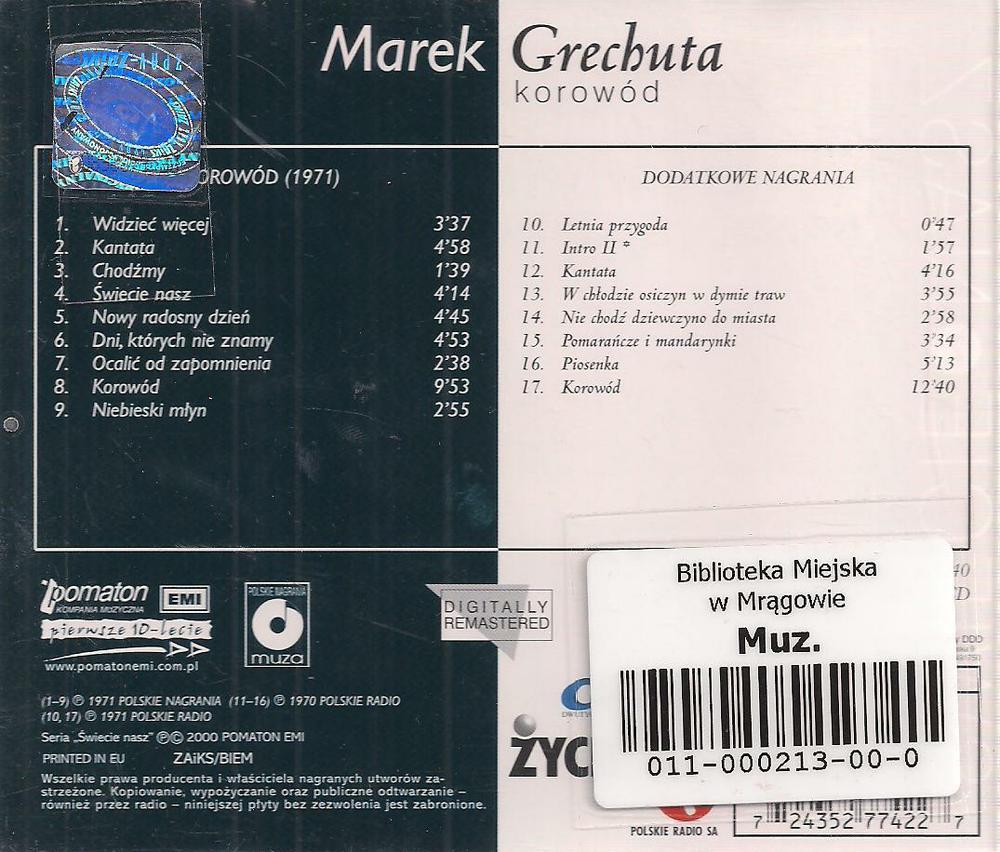 Marek Grechuta
korowód
OROWÓD (1971)
1. Widzieć więcej 3'37
2. Kantata 4'58
3. Chodźmy 1'39
4. Świecie nasz 4'14
5. Nowy radosny dzień 4'45
6. Dni, których nie znamy 4'53
7. Ocalić od zapomnienia 2'38
8. Korowód 9'53
9. Niebieski młyn 2'55
DODATKOWE NAGRANIA
10. Letnia przygoda 0'47
11. Intro II * 1'57
12. Kantata 4'16
13. W chłodzie osiczyn w dymie traw 3'55
14. Nie chodź dziewczyno do miasta 2'58
15. Pomarańcze i mandarynki 3'34
16. Piosenka 5'13
17. Korowód 12'40
pomaton EMI
KOMPANIA MUZYCZNA
pierwsze 10-lecie
www.pomatonemi.com.pl
POLSKIE NAGRANIA
muza
DIGITALLY
REMASTERED
(1–9) ℗ 1971 POLSKIE NAGRANIA (11–16) ℗ 1970 POLSKIE RADIO
(10, 17) ℗ 1971 POLSKIE RADIO
Seria „Świecie nasz" ℗© 2000 POMATON EMI
PRINTED IN EU ZAiKS/BIEM
Wszelkie prawa producenta i właściciela nagranych utworów za-
strzeżone. Kopiowanie, wypożyczanie oraz publiczne odtwarzanie –
również przez radio – niniejszej płyty bez zezwolenia jest zabronione.
Biblioteka Miejska
w Mrągowie
Muz.
011-000213-00-0
ŻYC
POLSKIE RADIO SA
7 24352 77422 7